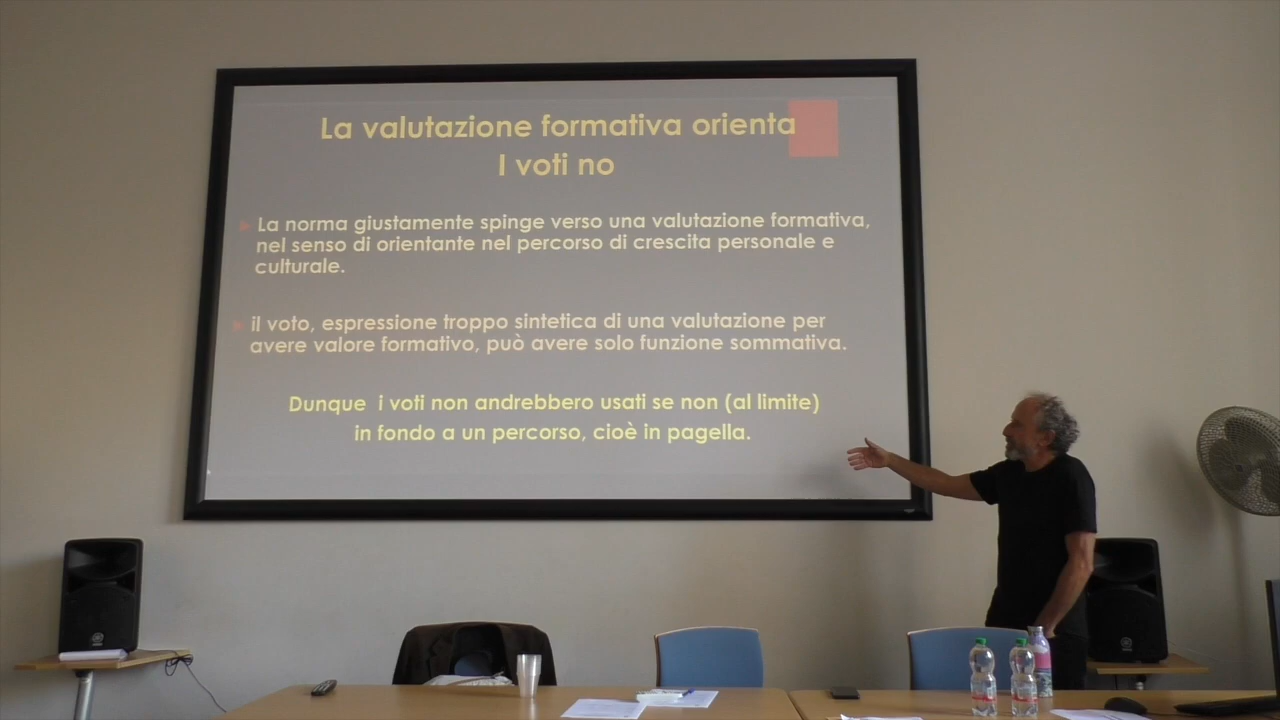 La valutazione formativa orienta
I voti no
La norma giustamente spinge verso una valutazione formativa,
nel senso di orientante nel percorso di crescita personale e
culturale.
il voto, espressione troppo sintetica di una valutazione per
avere valore formativo, può avere solo funzione sommativa.
Dunque i voti non andrebbero usati se non (al limite)
in fondo a un percorso, cioè in pagella.